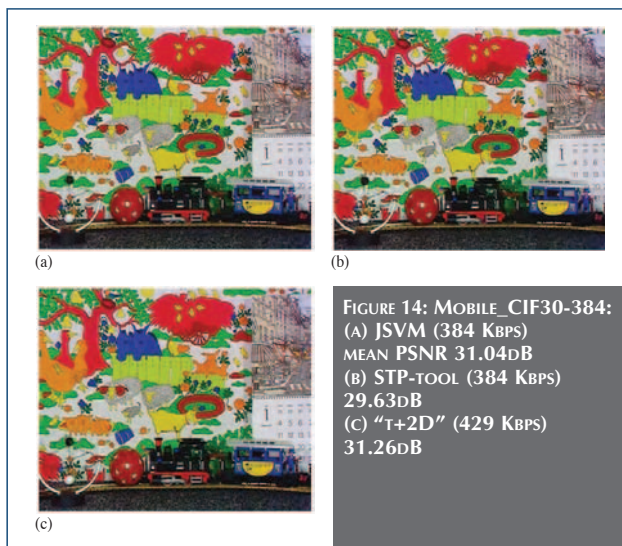 (a)
(b)
(c)
FIGURE 14: MOBILE_CIF30-384:
(A) JSVM (384 KBPS)
MEAN PSNR 31.04DB
(B) STP-TOOL (384 KBPS)
29.63DB
(C) "T+2D" (429 KBPS)
31.26DB